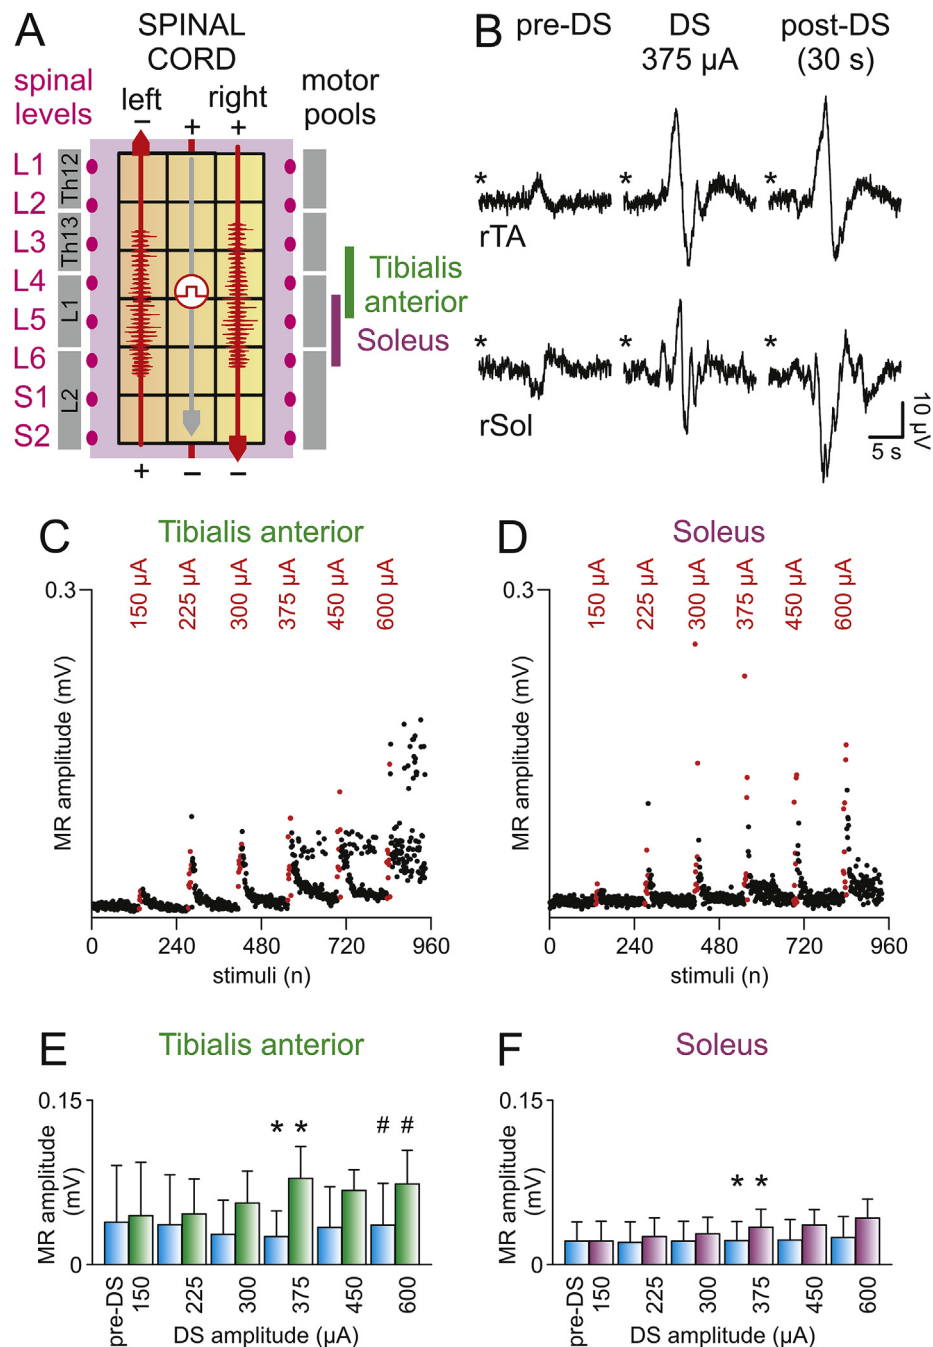 A
SPINAL
CORD
spinal
levels
left
right
motor
pools
− + +
L1
L2
L3
L4
L5
L6
S1
S2
Th12
Th13
L1
L2
Tibialis
anterior
Soleus
+ − −
B
pre-DS
DS
375 µA
post-DS
(30 s)
* * *
rTA
* * *
rSol
10 µV
5 s
C
Tibialis anterior
150 µA
225 µA
300 µA
375 µA
450 µA
600 µA
0.3
MR amplitude (mV)
0 240 480 720 960
stimuli (n)
D
Soleus
150 µA
225 µA
300 µA
375 µA
450 µA
600 µA
0.3
MR amplitude (mV)
0 240 480 720 960
stimuli (n)
E
Tibialis anterior
0.15
MR amplitude
(mV)
0
* *
# #
pre-DS
150
225
300
375
450
600
DS amplitude (µA)
F
Soleus
0.15
MR amplitude
(mV)
0
* *
pre-DS
150
225
300
375
450
600
DS amplitude (µA)